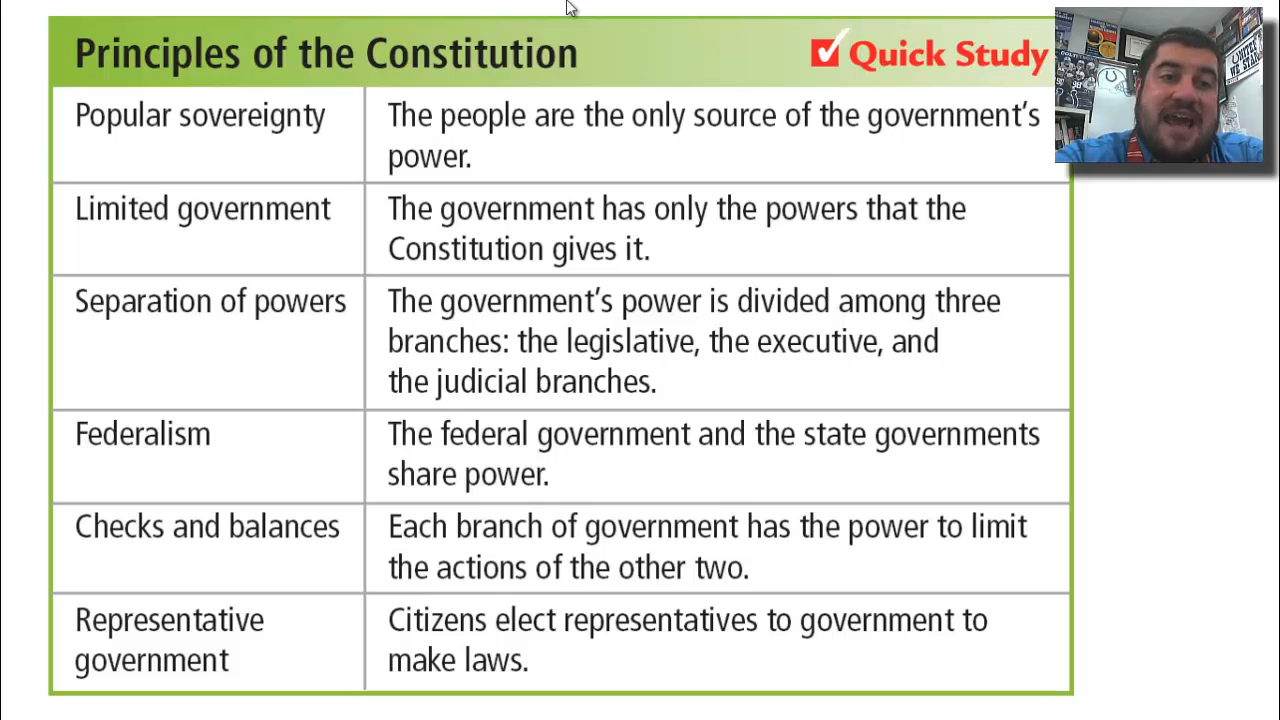 Principles of the Constitution
Quick Study
Popular sovereignty
The people are the only source of the government's
power.
Limited government
The government has only the powers that the
Constitution gives it.
Separation of powers
The government's power is divided among three
branches: the legislative, the executive, and
the judicial branches.
Federalism
The federal government and the state governments
share power.
Checks and balances
Each branch of government has the power to limit
the actions of the other two.
Representative
government
Citizens elect representatives to government to
make laws.